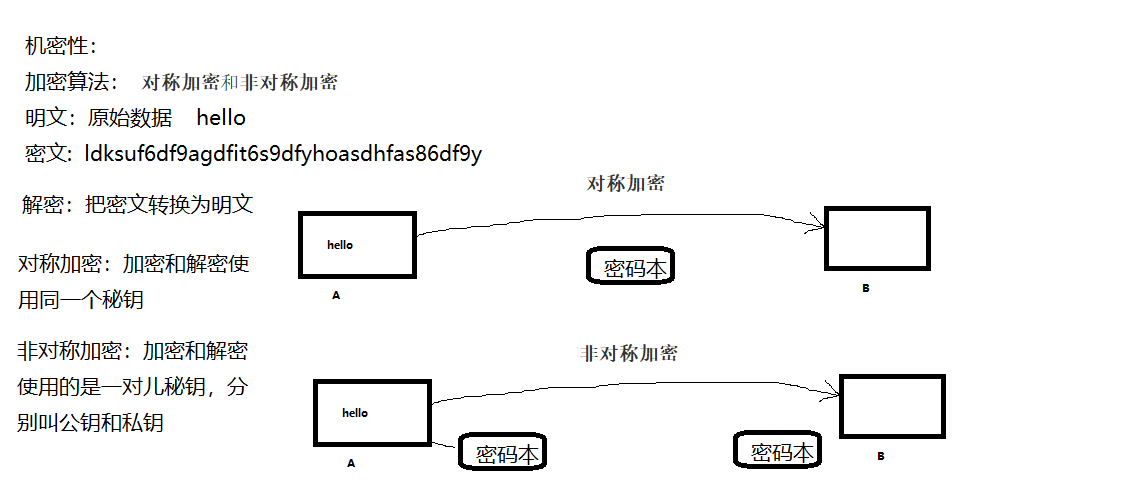 机密性：
加密算法： 对称加密和非对称加密
明文：原始数据 hello
密文：ldksuf6df9agdfit6s9dfyhoasdhfas86df9y
解密：把密文转换为明文
对称加密：加密和解密使
用同一个秘钥
非对称加密：加密和解密
使用的是一对儿秘钥，分
别叫公钥和私钥
对称加密
hello
密码本
A
B
非对称加密
hello
密码本
密码本
A
B